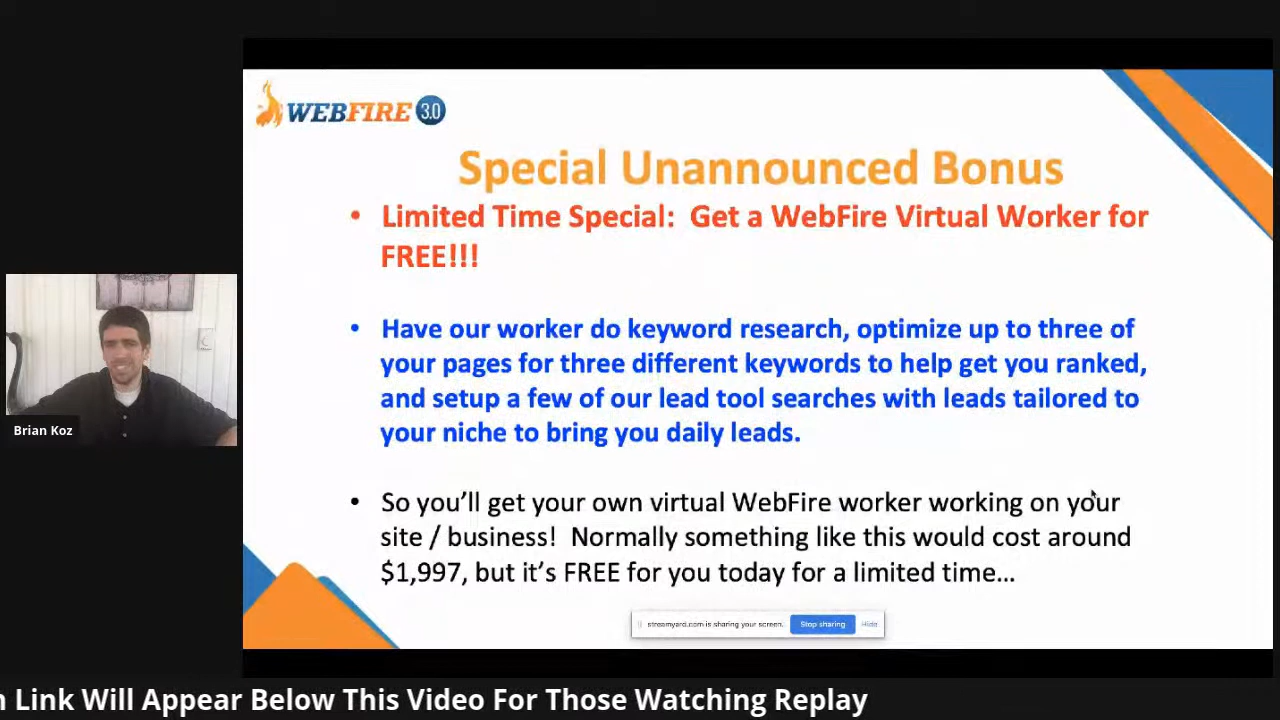 WEBFIRE 3.0
Special Unannounced Bonus
• Limited Time Special:  Get a WebFire Virtual Worker for
FREE!!!
• Have our worker do keyword research, optimize up to three of
your pages for three different keywords to help get you ranked,
and setup a few of our lead tool searches with leads tailored to
your niche to bring you daily leads.
Brian Koz
• So you’ll get your own virtual WebFire worker working on your
site / business!  Normally something like this would cost around
$1,997, but it’s FREE for you today for a limited time…
streamyard.com is sharing your screen. Stop sharing Hide
Link Will Appear Below This Video For Those Watching Replay